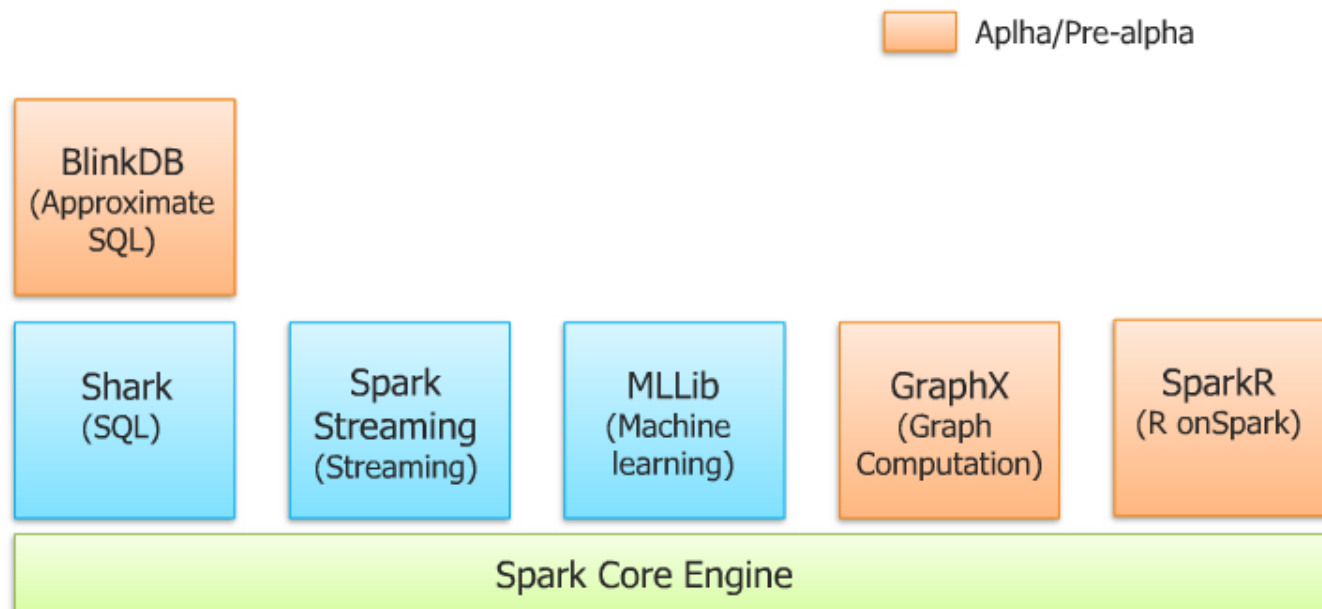 Aplha/Pre-alpha
BlinkDB
(Approximate
SQL)
Shark
(SQL)
Spark
Streaming
(Streaming)
MLLib
(Machine
learning)
GraphX
(Graph
Computation)
SparkR
(R onSpark)
Spark Core Engine